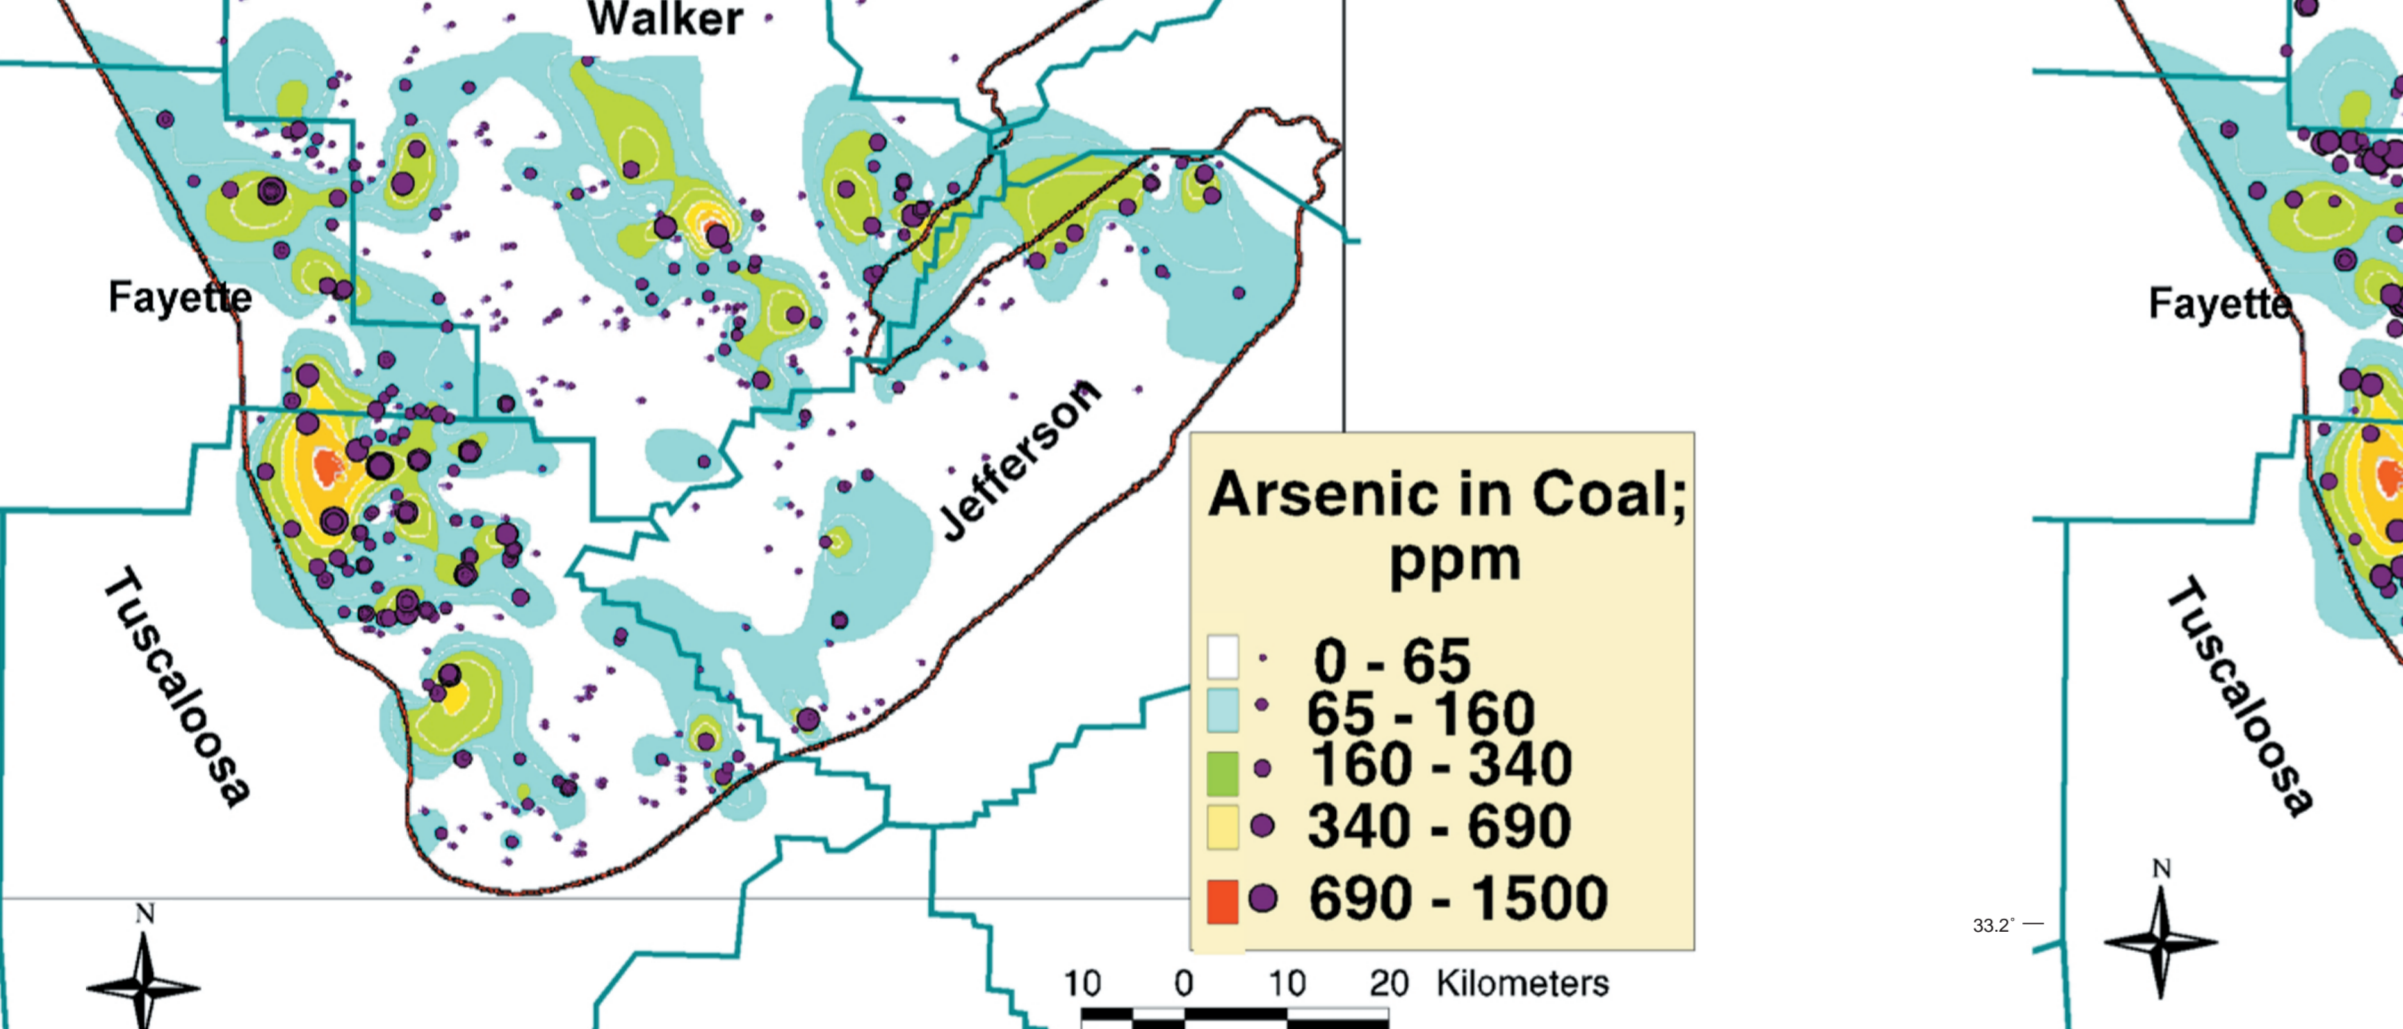 Walker
Fayette
Jefferson
Tuscaloosa
N
Arsenic in Coal;
ppm
0 - 65
65 - 160
160 - 340
340 - 690
690 - 1500
10 0 10 20 Kilometers
Fayette
Tuscaloosa
N
33.2°